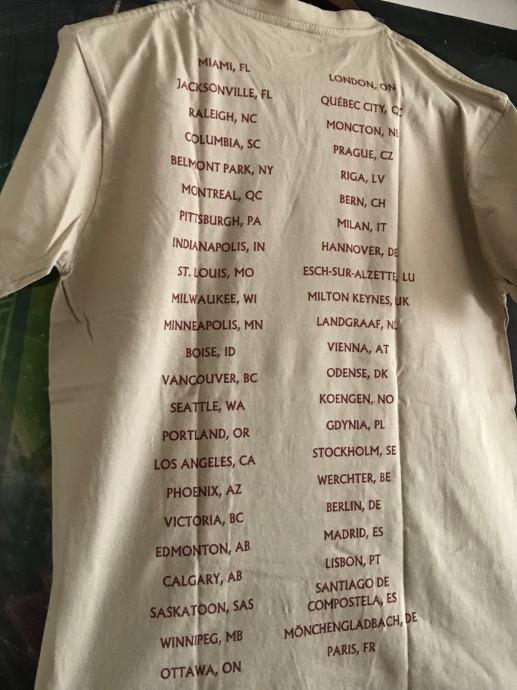 MIAMI, FL
JACKSONVILLE, FL
RALEIGH, NC
COLUMBIA, SC
BELMONT PARK, NY
MONTREAL, QC
PITTSBURGH, PA
INDIANAPOLIS, IN
ST. LOUIS, MO
MILWAUKEE, WI
MINNEAPOLIS, MN
BOISE, ID
VANCOUVER, BC
SEATTLE, WA
PORTLAND, OR
LOS ANGELES, CA
PHOENIX, AZ
VICTORIA, BC
EDMONTON, AB
CALGARY, AB
SASKATOON, SAS
WINNIPEG, MB
OTTAWA, ON
LONDON, ON
QUÉBEC CITY, QC
MONCTON, NB
PRAGUE, CZ
RIGA, LV
BERN, CH
MILAN, IT
HANNOVER, DE
ESCH-SUR-ALZETTE, LU
MILTON KEYNES, UK
LANDGRAAF, NL
VIENNA, AT
ODENSE, DK
KOENGEN, NO
GDYNIA, PL
STOCKHOLM, SE
WERCHTER, BE
BERLIN, DE
MADRID, ES
LISBON, PT
SANTIAGO DE
COMPOSTELA, ES
MÖNCHENGLADBACH, DE
PARIS, FR